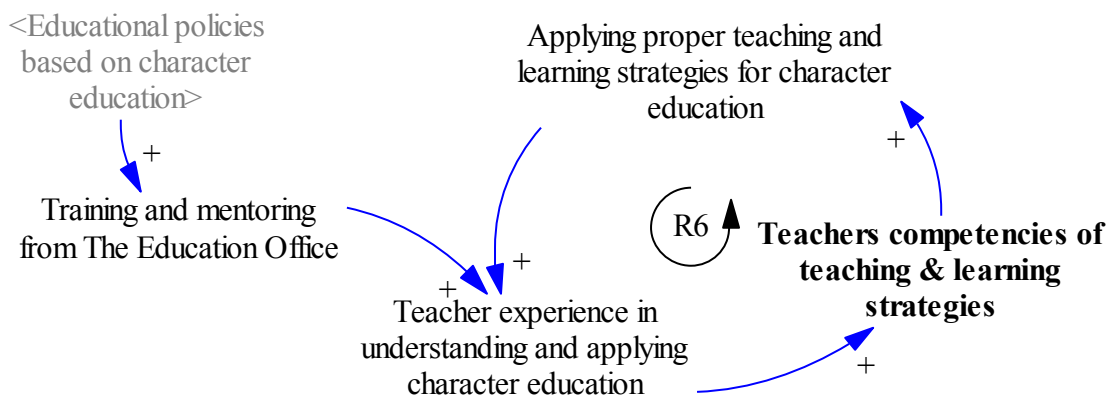 <Educational policies
based on character
education>
+
Training and mentoring
from The Education Office
Applying proper teaching and
learning strategies for character
education
+
R6
Teachers competencies of
teaching & learning
strategies
+
+
Teacher experience in
understanding and applying
character education
+